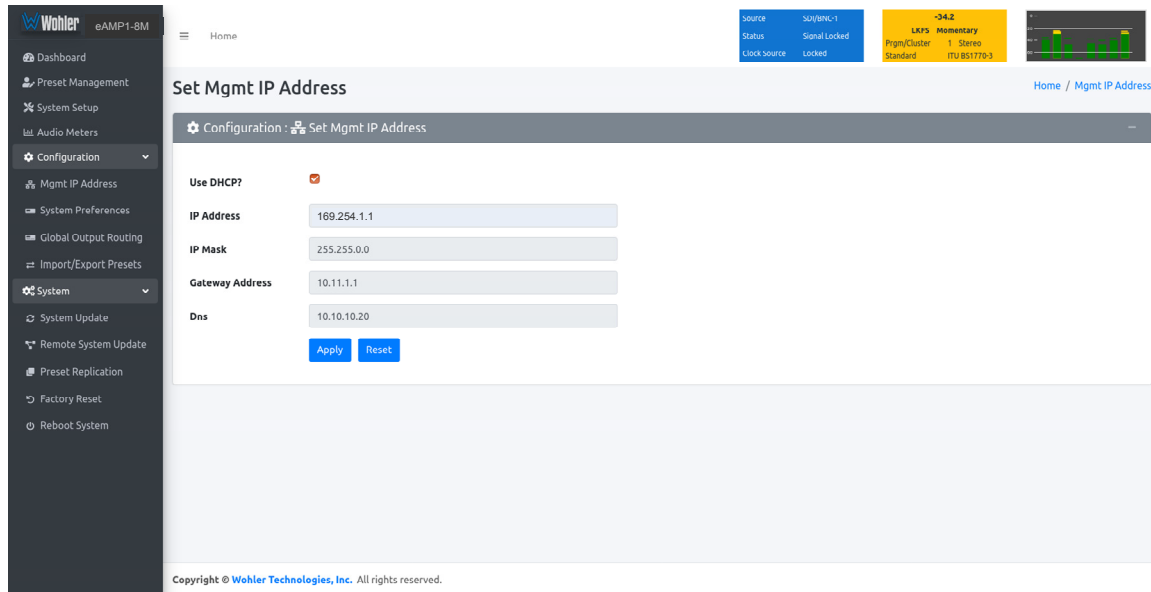 Wohler eAMP1-8M
Dashboard
Preset Management
System Setup
Audio Meters
Configuration
Mgmt IP Address
System Preferences
Global Output Routing
Import/Export Presets
System
System Update
Remote System Update
Preset Replication
Factory Reset
Reboot System
Home
Source SDI/BNC-1
Status Signal Locked
Clock Source Locked
-34.2
LKFS Momentary
Prgm/Cluster 1 Stereo
Standard ITU BS1770-3
Set Mgmt IP Address
Home / Mgmt IP Address
Configuration : Set Mgmt IP Address
Use DHCP?
IP Address 169.254.1.1
IP Mask 255.255.0.0
Gateway Address 10.11.1.1
Dns 10.10.10.20
Apply Reset
Copyright © Wohler Technologies, Inc. All rights reserved.